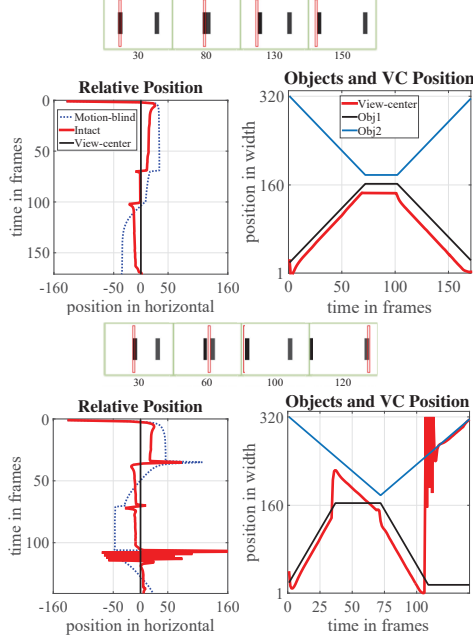 30 80 130 150
Relative Position
Objects and VC Position
0
50
100
150
time in frames
Motion-blind
Intact
View-center
-160 -50 0 50 160
position in horizontal
320
160
1
position in width
View-center
Obj1
Obj2
0 50 100 150
time in frames
30 60 100 120
Relative Position
Objects and VC Position
0
50
100
time in frames
-160 -50 0 50 160
position in horizontal
320
160
1
position in width
0 25 50 75 100 125
time in frames